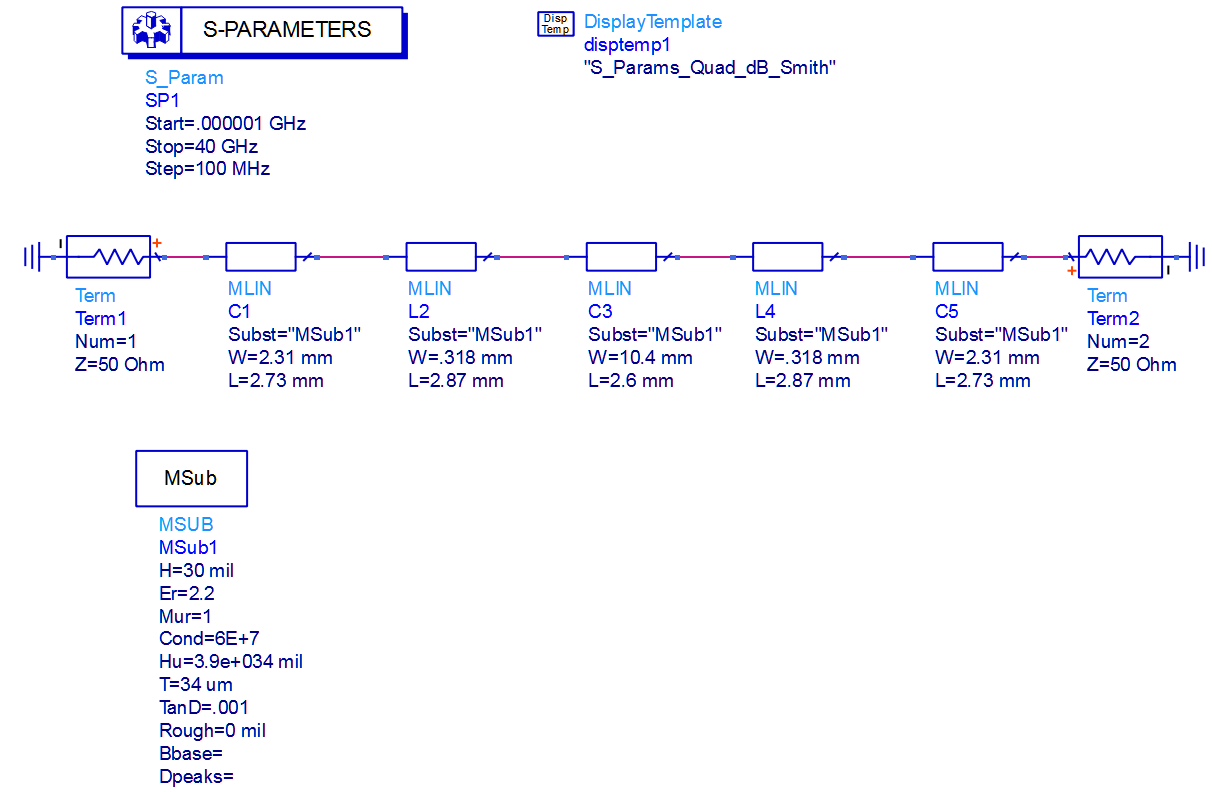 S-PARAMETERS
S_Param
SP1
Start=.000001 GHz
Stop=40 GHz
Step=100 MHz
Disp
Temp
DisplayTemplate
disptemp1
"S_Params_Quad_dB_Smith"
+
Term
Term1
Num=1
Z=50 Ohm
MLIN
C1
Subst="MSub1"
W=2.31 mm
L=2.73 mm
MLIN
L2
Subst="MSub1"
W=.318 mm
L=2.87 mm
MLIN
C3
Subst="MSub1"
W=10.4 mm
L=2.6 mm
MLIN
L4
Subst="MSub1"
W=.318 mm
L=2.87 mm
MLIN
C5
Subst="MSub1"
W=2.31 mm
L=2.73 mm
+
Term
Term2
Num=2
Z=50 Ohm
MSub
MSUB
MSub1
H=30 mil
Er=2.2
Mur=1
Cond=6E+7
Hu=3.9e+034 mil
T=34 um
TanD=.001
Rough=0 mil
Bbase=
Dpeaks=